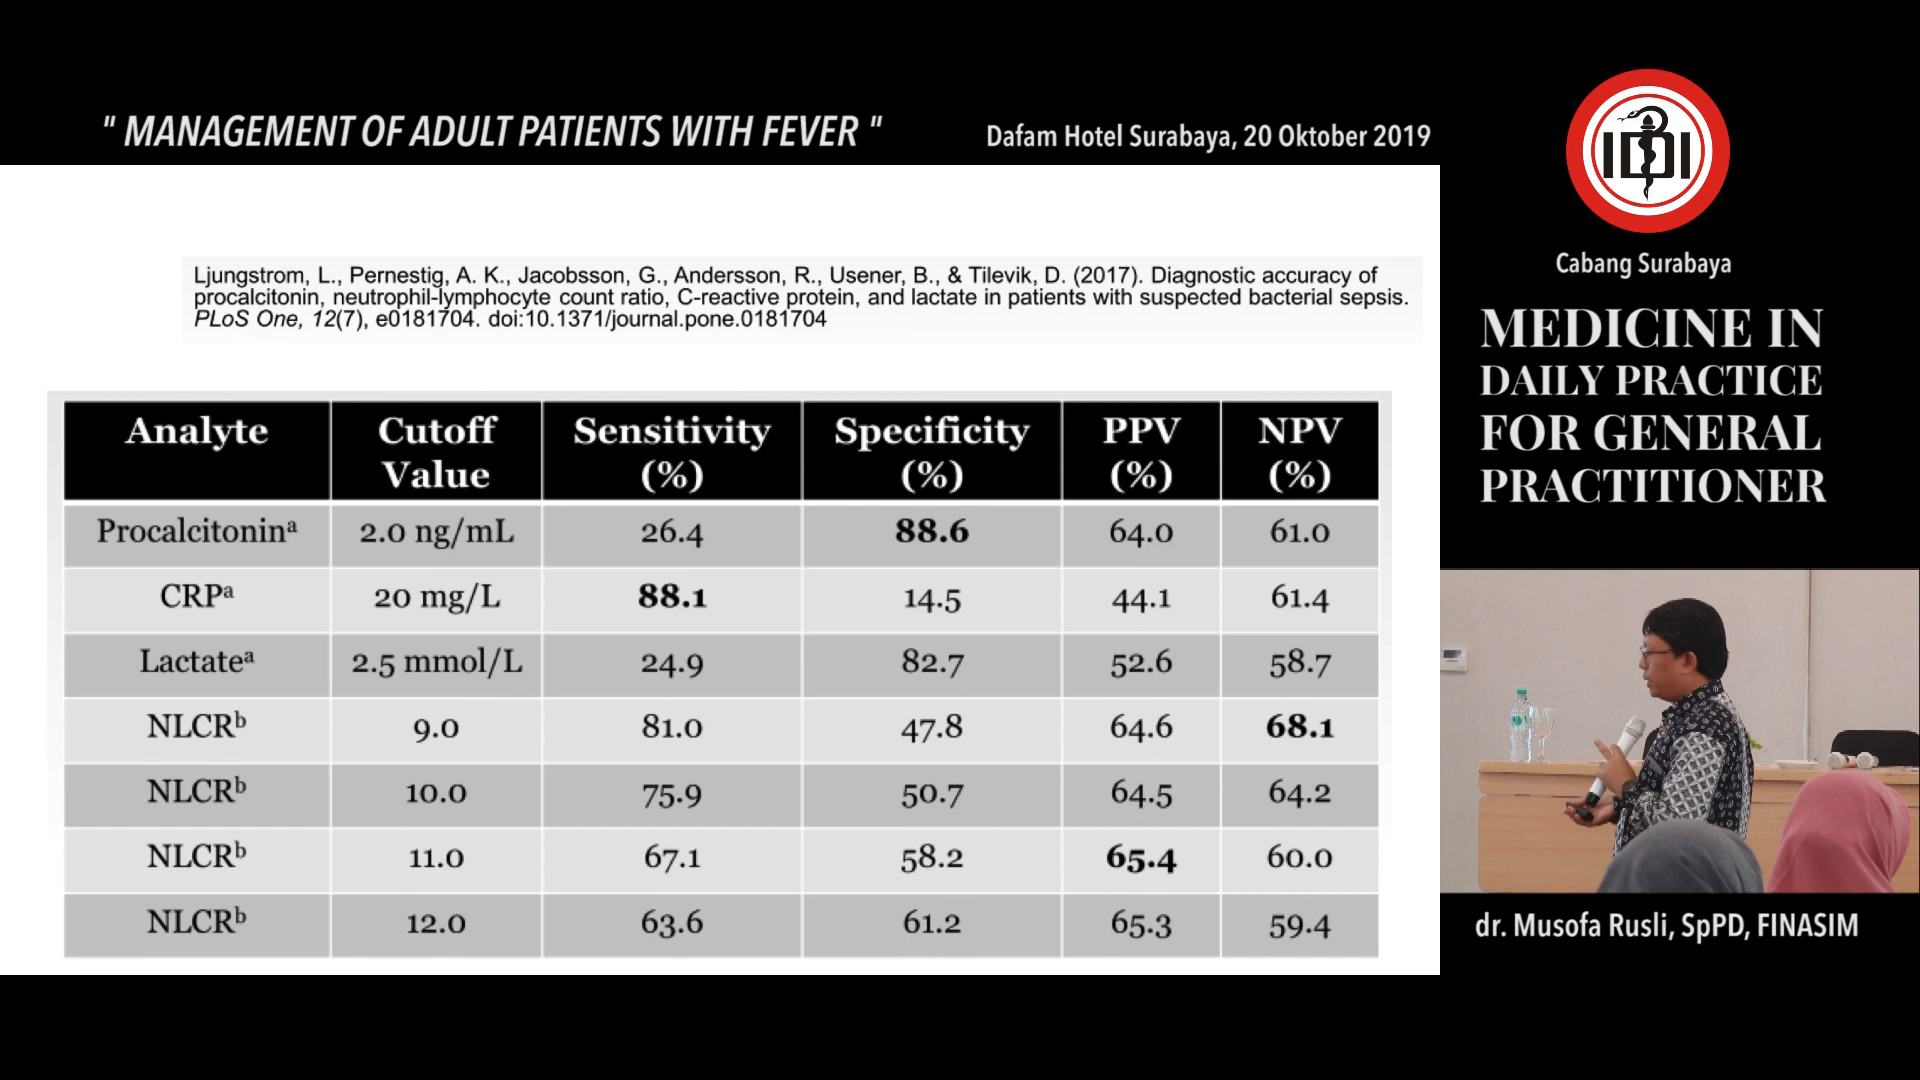 " MANAGEMENT OF ADULT PATIENTS WITH FEVER "
Dafam Hotel Surabaya, 20 Oktober 2019
IDI
Cabang Surabaya
MEDICINE IN
DAILY PRACTICE
FOR GENERAL
PRACTITIONER
Ljungstrom, L., Pernestig, A. K., Jacobsson, G., Andersson, R., Usener, B., & Tilevik, D. (2017). Diagnostic accuracy of
procalcitonin, neutrophil-lymphocyte count ratio, C-reactive protein, and lactate in patients with suspected bacterial sepsis.
PLoS One, 12(7), e0181704. doi:10.1371/journal.pone.0181704
Analyte Cutoff Value Sensitivity (%) Specificity (%) PPV (%) NPV (%)
Procalcitoninᵃ 2.0 ng/mL 26.4 88.6 64.0 61.0
CRPᵃ 20 mg/L 88.1 14.5 44.1 61.4
Lactateᵃ 2.5 mmol/L 24.9 82.7 52.6 58.7
NLCRᵇ 9.0 81.0 47.8 64.6 68.1
NLCRᵇ 10.0 75.9 50.7 64.5 64.2
NLCRᵇ 11.0 67.1 58.2 65.4 60.0
NLCRᵇ 12.0 63.6 61.2 65.3 59.4
dr. Musofa Rusli, SpPD, FINASIM